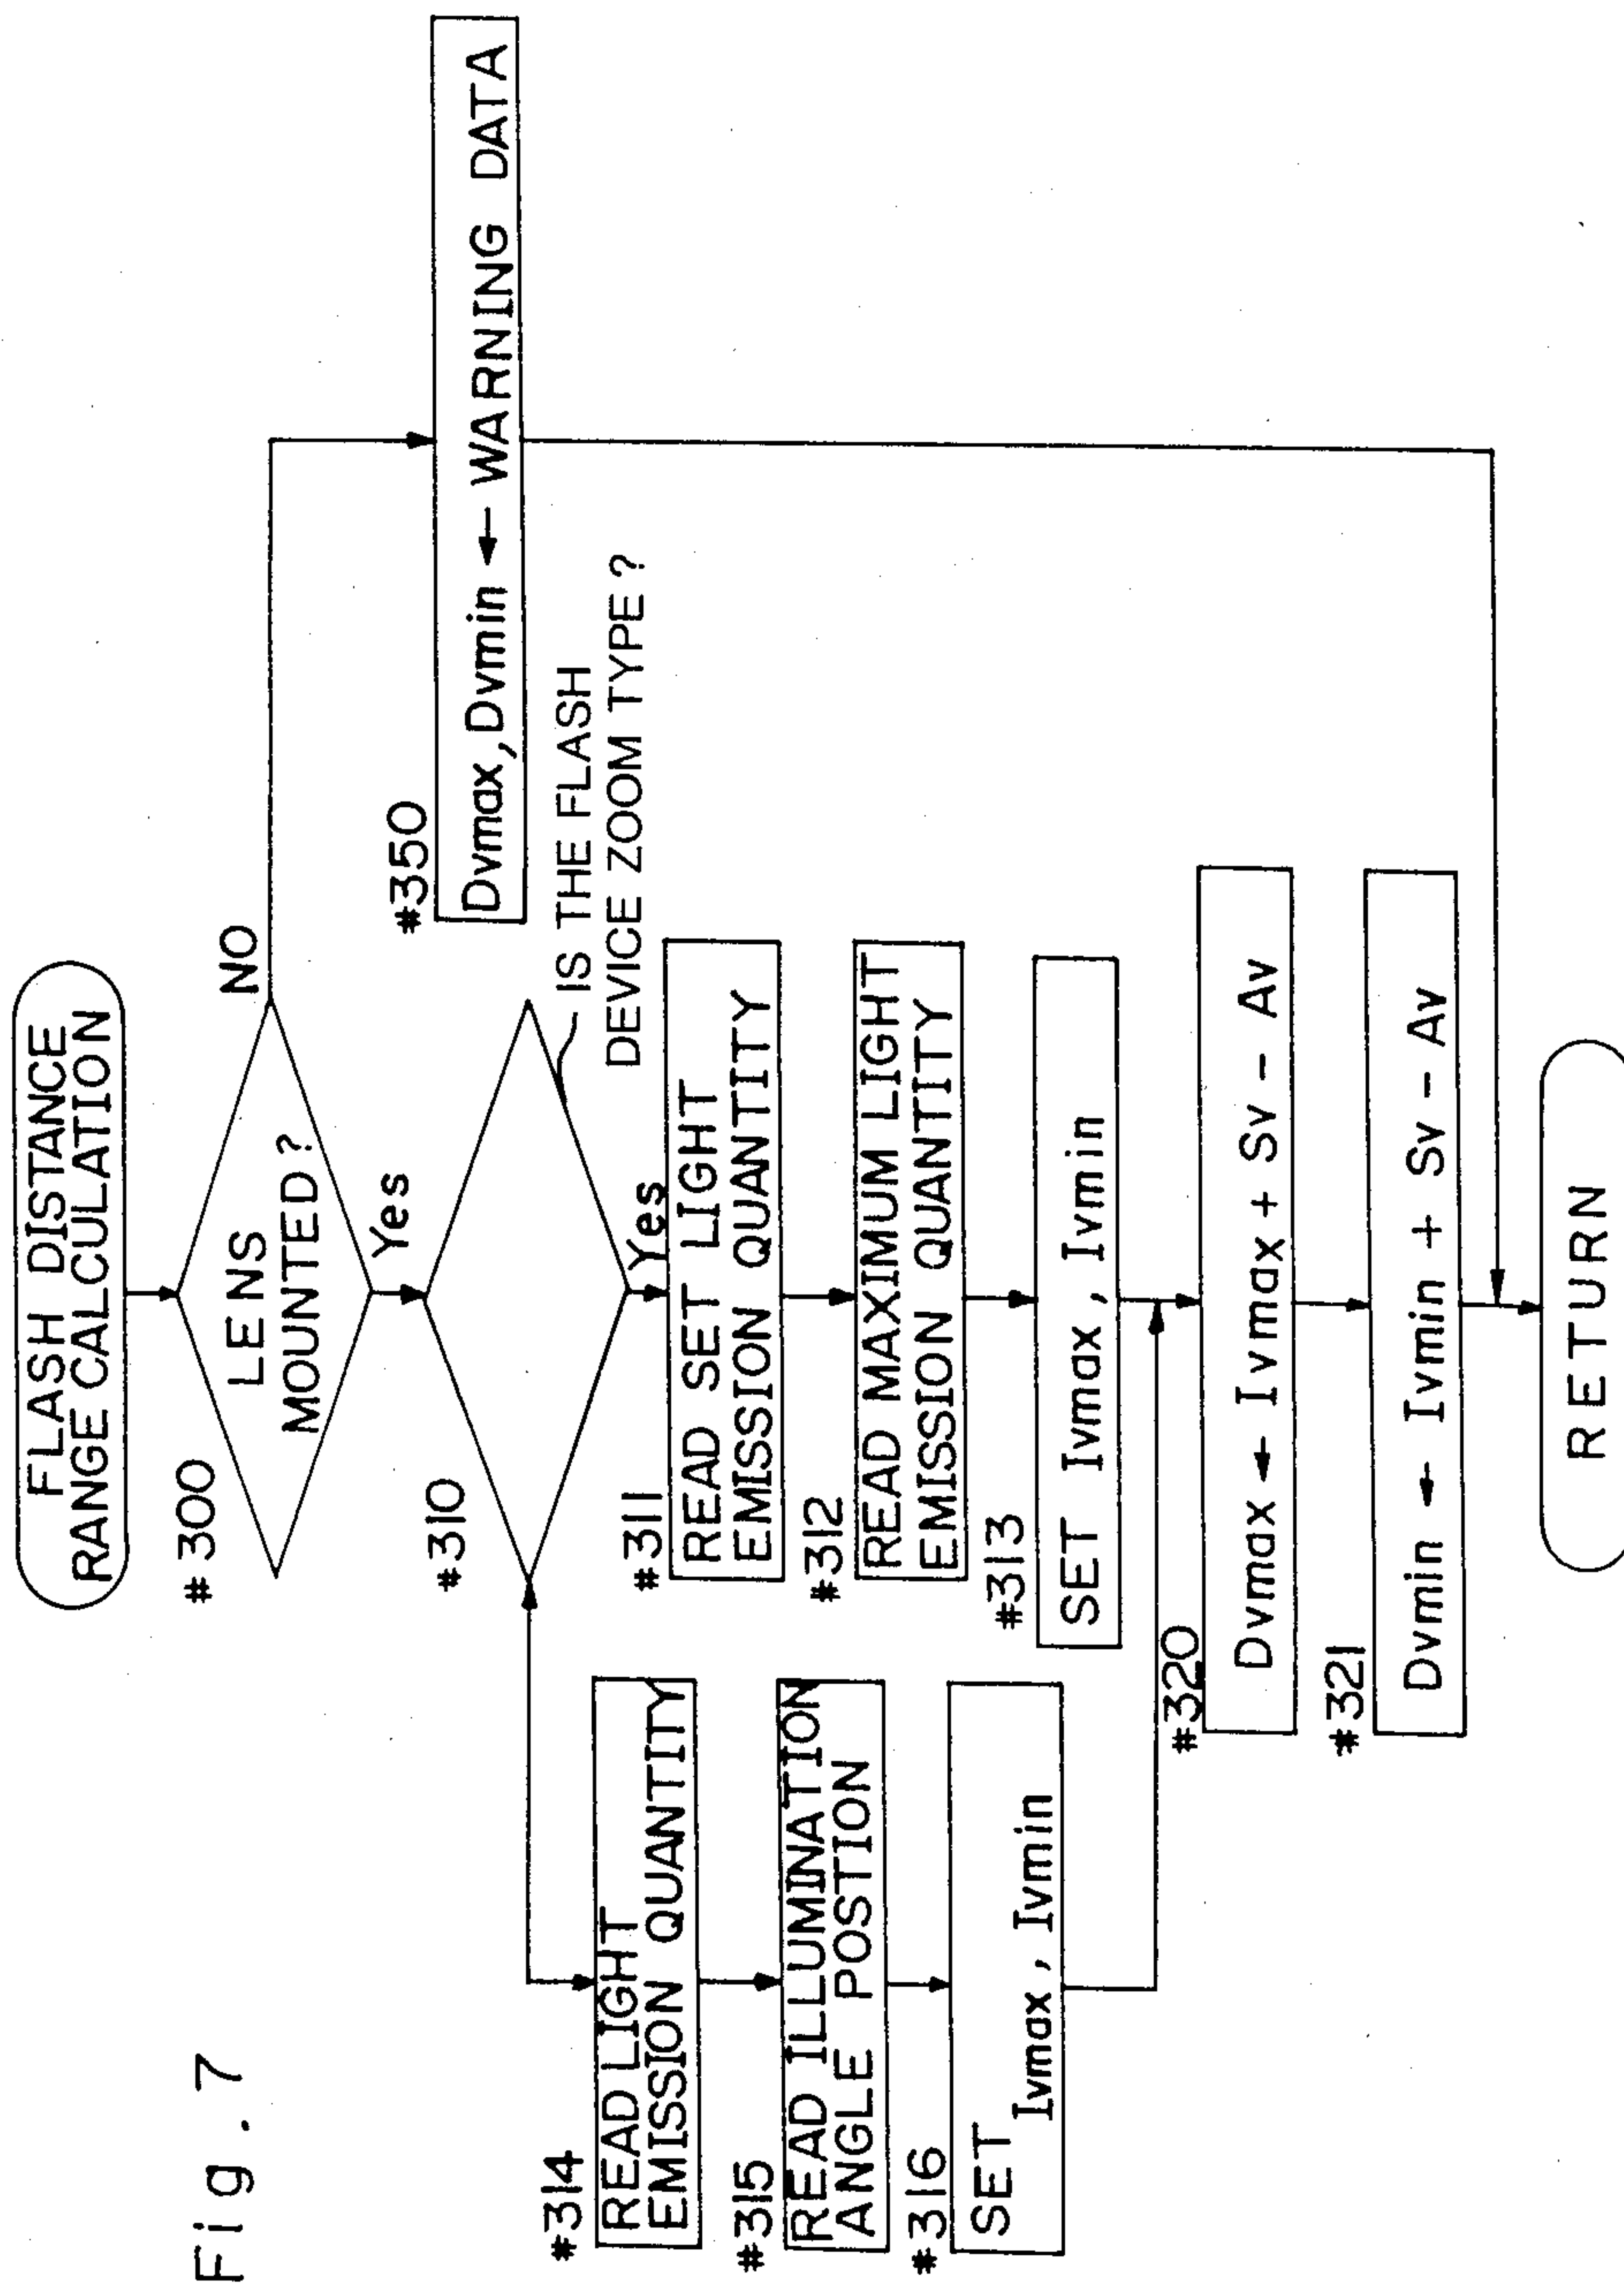 Fig. 7
FLASH DISTANCE
RANGE CALCULATION
#300
LENS
MOUNTED?
NO
Yes
#350
Dvmax, Dvmin ← WARNING DATA
#310
IS THE FLASH
DEVICE ZOOM TYPE?
Yes
#311
READ SET LIGHT
EMISSION QUANTITY
#312
READ MAXIMUM LIGHT
EMISSION QUANTITY
#313
SET Ivmax, Ivmin
#314
READ LIGHT
EMISSION QUANTITY
#315
READ ILLUMINATION
ANGLE POSTION
#316
SET
Ivmax, Ivmin
#320
Dvmax ← Ivmax + Sv - Av
#321
Dvmin ← Ivmin + Sv - Av
RETURN